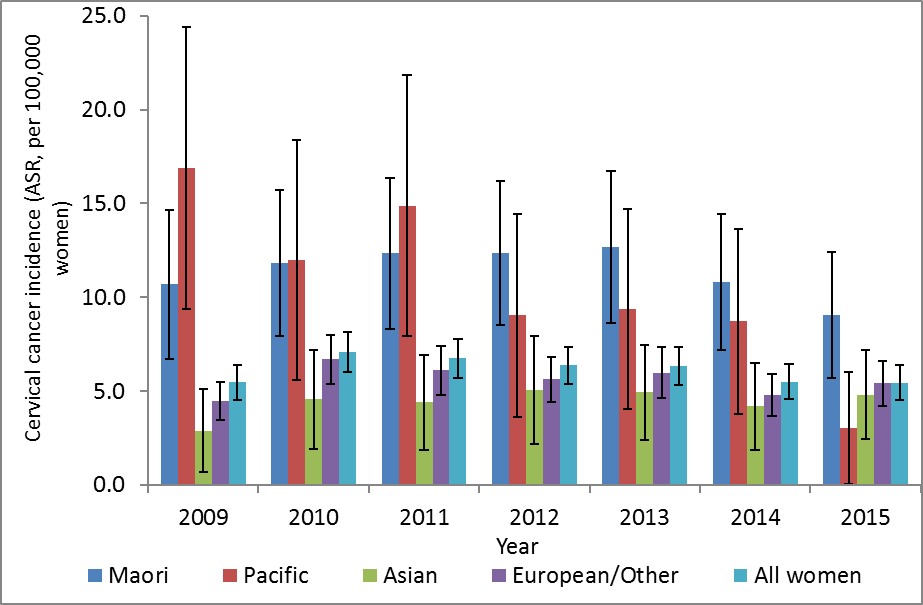 Cervical cancer incidence (ASR, per 100,000
women)
25.0
20.0
15.0
10.0
5.0
0.0
2009 2010 2011 2012 2013 2014 2015
Year
Maori Pacific Asian European/Other All women